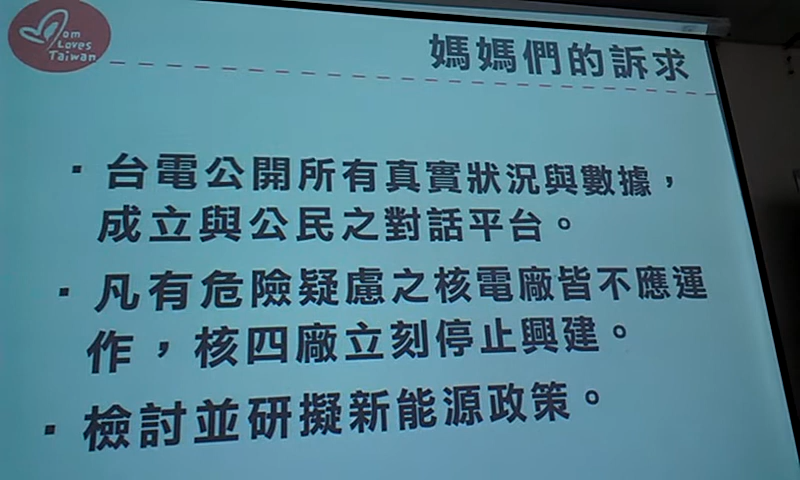 Mom
Loves
Taiwan
媽媽們的訴求
·台電公開所有真實狀況與數據，
成立與公民之對話平台。
·凡有危險疑慮之核電廠皆不應運
作，核四廠立刻停止興建。
·檢討並研擬新能源政策。